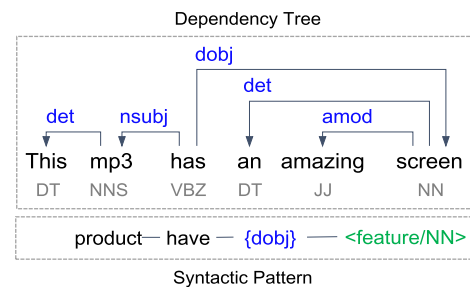 Dependency Tree
dobj
det
det nsubj amod
This mp3 has an amazing screen
DT NNS VBZ DT JJ NN
product — have — {dobj} — <feature/NN>
Syntactic Pattern